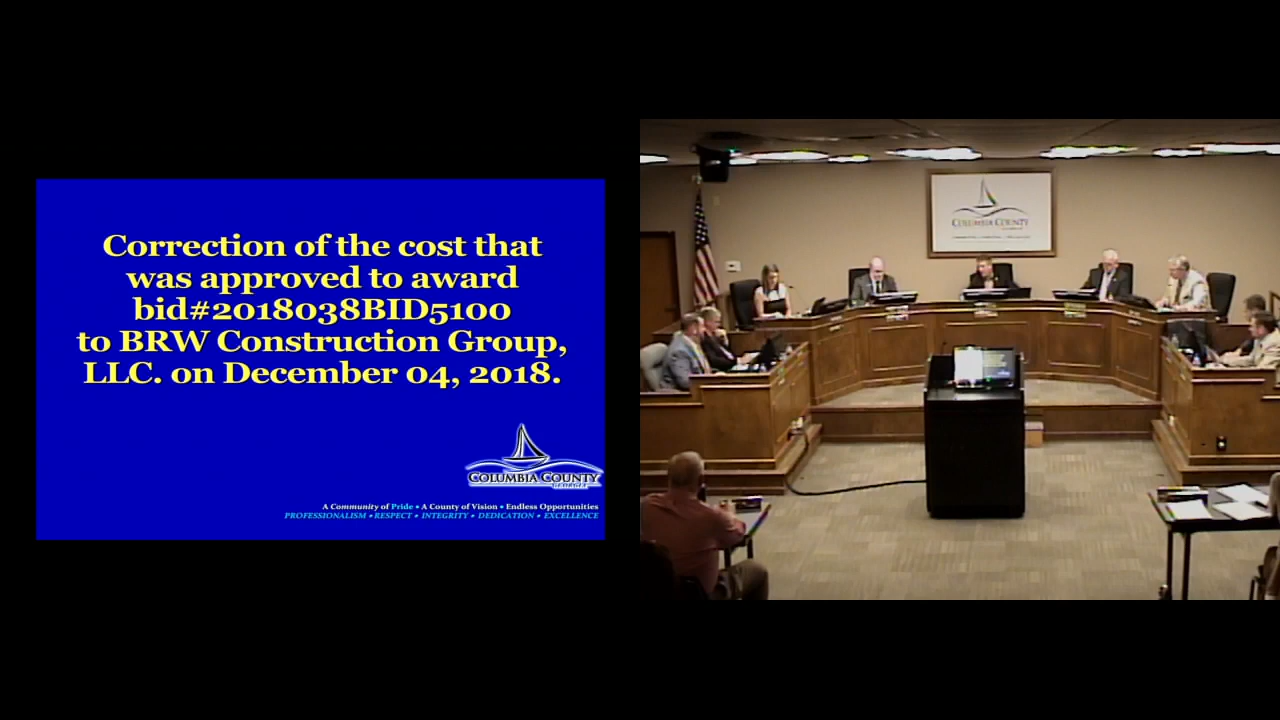 Correction of the cost that
was approved to award
bid#2018038BID5100
to BRW Construction Group,
LLC. on December 04, 2018.
COLUMBIA COUNTY
GEORGIA
A Community of Pride • A County of Vision • Endless Opportunities
PROFESSIONALISM • RESPECT • INTEGRITY • DEDICATION • EXCELLENCE
COLUMBIA COUNTY